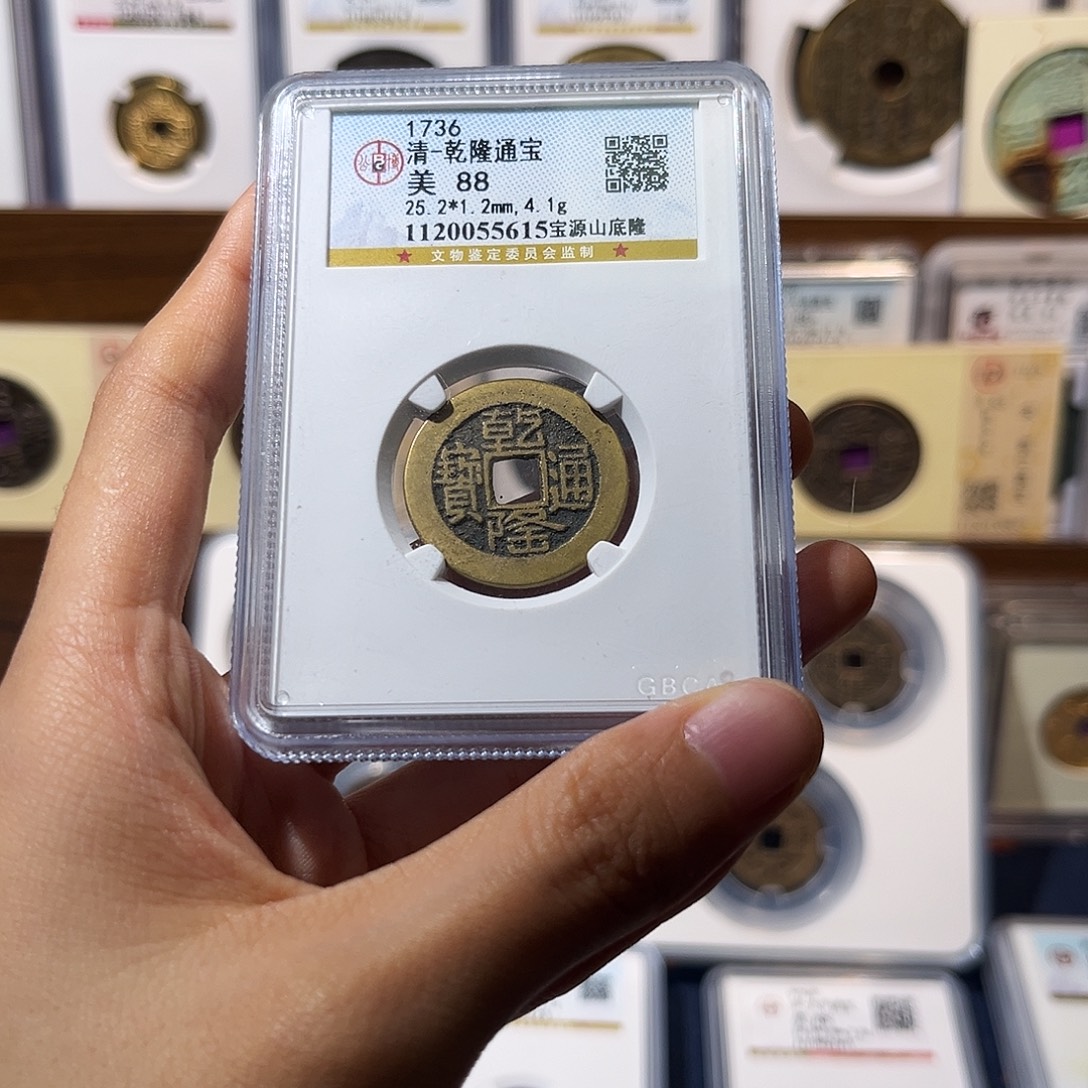 1736
清-乾隆通宝
美 88
25.2*1.2mm,4.1g
1120055615宝源山底隆
★ 文物鉴定委员会监制 ★
乾
寶 通
隆
GBCA